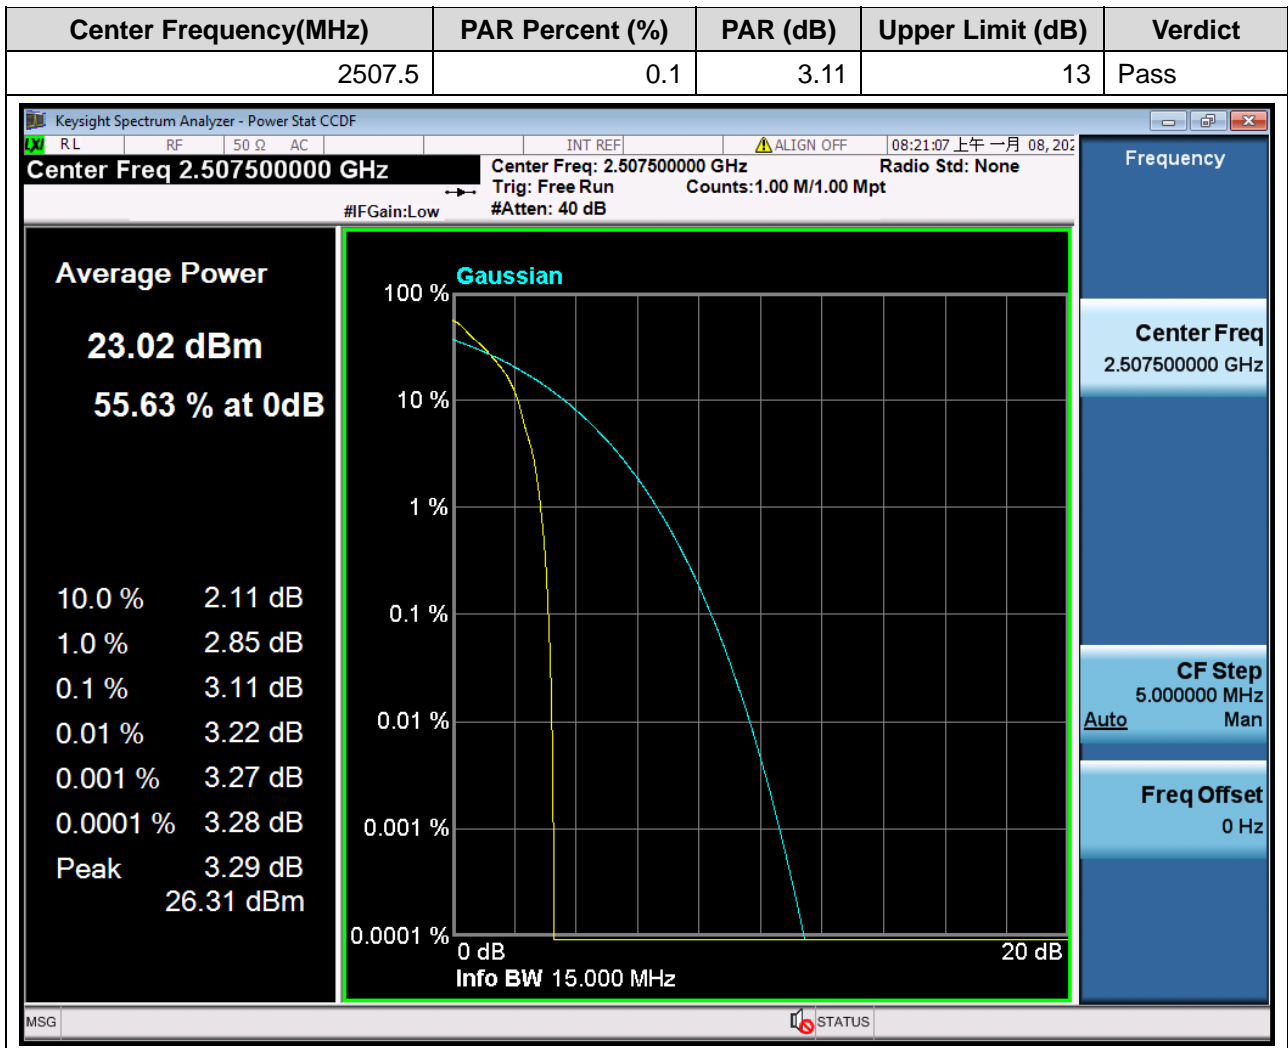 Center Frequency(MHz) PAR Percent (%) PAR (dB) Upper Limit (dB) Verdict
2507.5 0.1 3.11 13 Pass
Keysight Spectrum Analyzer - Power Stat CCDF
LXI RL RF 50 Ω AC INT REF ALIGN OFF 08:21:07 上午 一月 08, 202
Center Freq 2.507500000 GHz
Center Freq: 2.507500000 GHz Radio Std: None
Trig: Free Run Counts:1.00 M/1.00 Mpt
#IFGain:Low #Atten: 40 dB
Average Power
23.02 dBm
55.63 % at 0dB
10.0 % 2.11 dB
1.0 % 2.85 dB
0.1 % 3.11 dB
0.01 % 3.22 dB
0.001 % 3.27 dB
0.0001 % 3.28 dB
Peak 3.29 dB
26.31 dBm
Gaussian
100 %
10 %
1 %
0.1 %
0.01 %
0.001 %
0.0001 %
0 dB 20 dB
Info BW 15.000 MHz
Frequency
Center Freq
2.507500000 GHz
CF Step
5.000000 MHz
Auto Man
Freq Offset
0 Hz
MSG STATUS